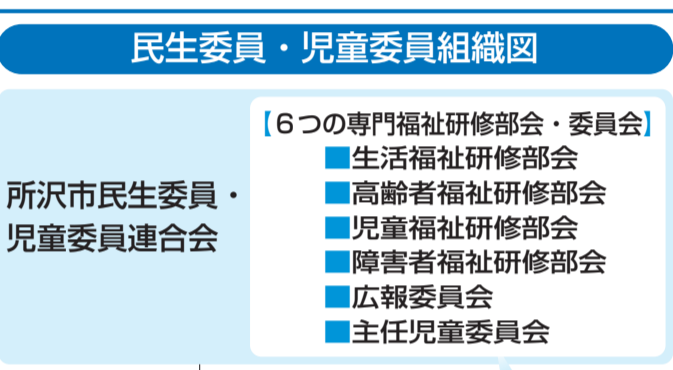 民生委員・児童委員組織図
所沢市民生委員・
児童委員連合会
【6つの専門福祉研修部会・委員会】
■生活福祉研修部会
■高齢者福祉研修部会
■児童福祉研修部会
■障害者福祉研修部会
■広報委員会
■主任児童委員会